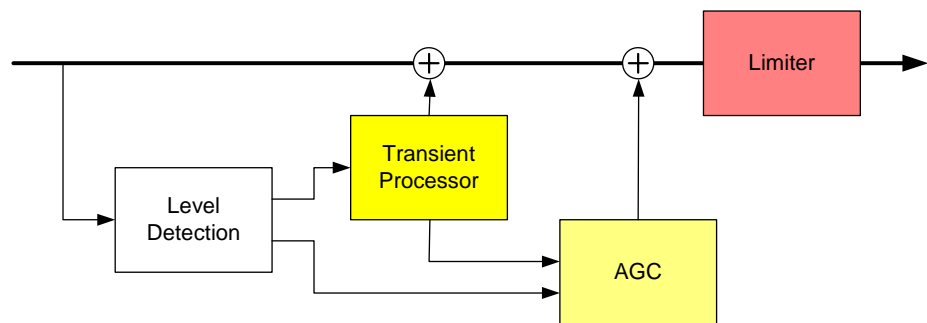 Limiter
Transient
Processor
Level
Detection
AGC